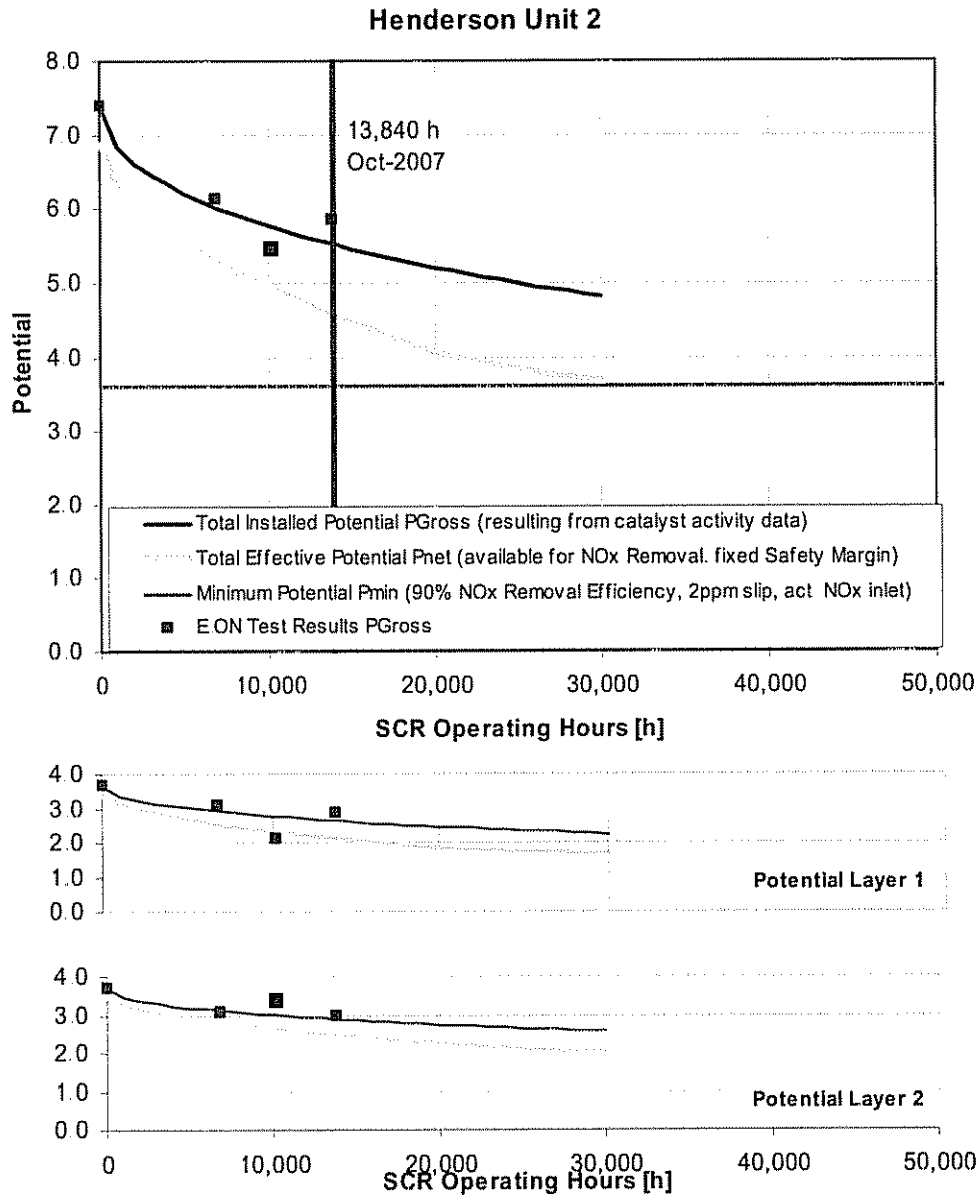 Henderson Unit 2
8.0
7.0
6.0
5.0
4.0
3.0
2.0
1.0
0.0
Potential
13,840 h
Oct-2007
Total Installed Potential PGross (resulting from catalyst activity data)
Total Effective Potential Pnet (available for NOx Removal. fixed Safety Margin)
Minimum Potential Pmin (90% NOx Removal Efficiency, 2ppm slip, act NOx inlet)
E.ON Test Results PGross
0 10,000 20,000 30,000 40,000 50,000
SCR Operating Hours [h]
4.0
3.0
2.0
1.0
0.0
Potential Layer 1
4.0
3.0
2.0
1.0
0.0
Potential Layer 2
0 10,000 20,000 30,000 40,000 50,000
SCR Operating Hours [h]